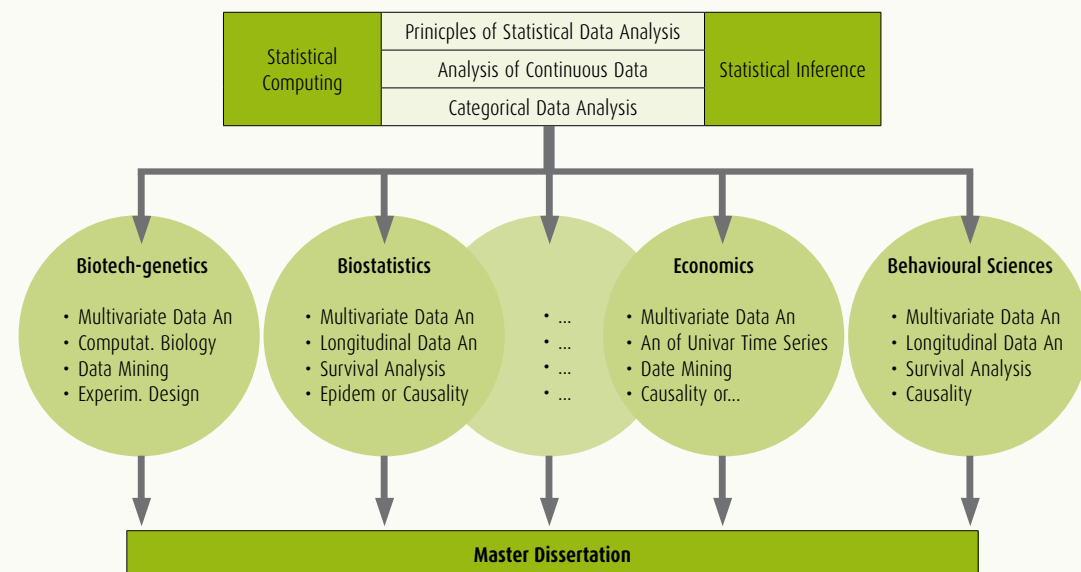 Statistical
Computing
Prinicples of Statistical Data Analysis
Analysis of Continuous Data
Categorical Data Analysis
Statistical Inference
Biotech-genetics
• Multivariate Data An
• Computat. Biology
• Data Mining
• Experim. Design
Biostatistics
• Multivariate Data An
• Longitudinal Data An
• Survival Analysis
• Epidem or Causality
• ...
• ...
• ...
• ...
Economics
• Multivariate Data An
• An of Univar Time Series
• Date Mining
• Causality or...
Behavioural Sciences
• Multivariate Data An
• Longitudinal Data An
• Survival Analysis
• Causality
Master Dissertation